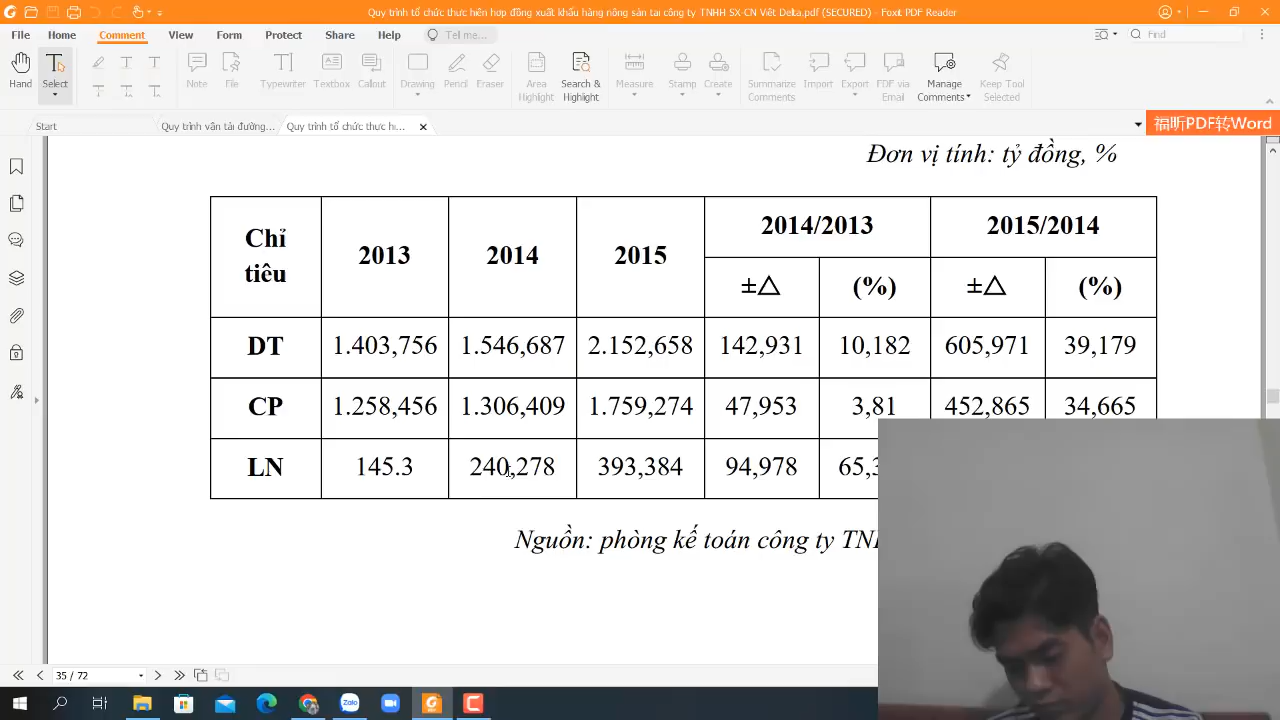 Quy trình tổ chức thực hiện hợp đồng xuất khẩu hàng nông sản tại công ty TNHH SX-CN Việt Delta.pdf (SECURED) - Foxit PDF Reader
File Home Comment View Form Protect Share Help Tell me... Find
Hand Select Note File Typewriter Textbox Callout Drawing Pencil Eraser Area Highlight Search & Highlight Measure Stamp Create Summarize Comments Import Export PDF via Email Manage Comments Keep Tool Selected
Start Quy trình vận tải đường... Quy trình tổ chức thực hi... 福昕PDF转Word
Đơn vị tính: tỷ đồng, %
Chỉ tiêu 2013 2014 2015 2014/2013 2015/2014
±△ (%) ±△ (%)
DT 1.403,756 1.546,687 2.152,658 142,931 10,182 605,971 39,179
CP 1.258,456 1.306,409 1.759,274 47,953 3,81 452,865 34,665
LN 145.3 240,278 393,384 94,978
Nguồn: phòng kế toán công ty
35 / 72
Zalo